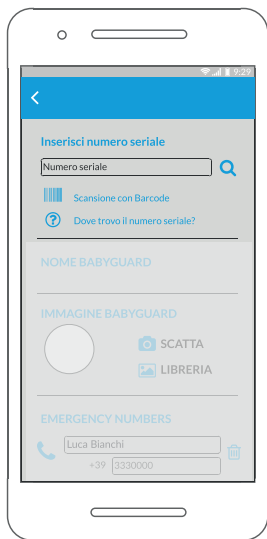 9:29
Inserisci numero seriale
Numero seriale
Scansione con Barcode
Dove trovo il numero seriale?
NOME BABYGUARD
IMMAGINE BABYGUARD
SCATTA
LIBRERIA
EMERGENCY NUMBERS
Luca Bianchi
+39 3330000